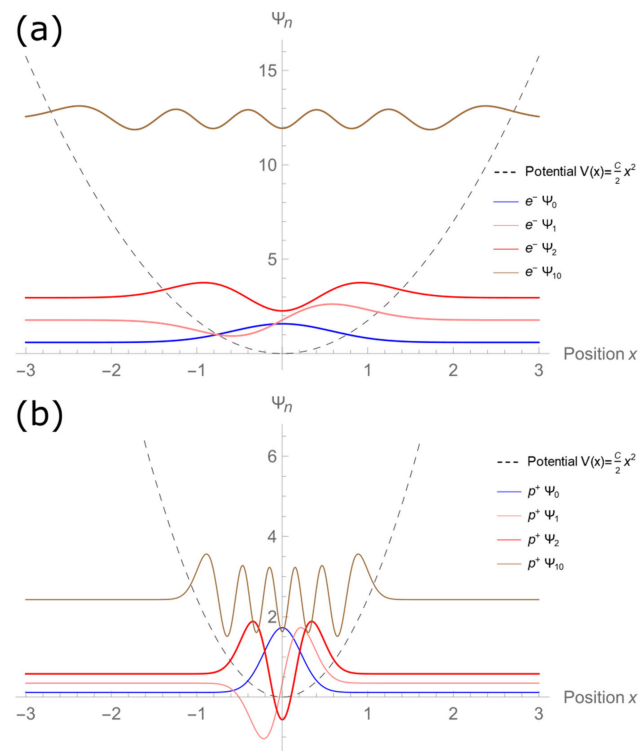 (a)
Ψn
15
10
5
Potential V(x)=C/2 x²
e⁻ Ψ₀
e⁻ Ψ₁
e⁻ Ψ₂
e⁻ Ψ₁₀
-3 -2 -1 0 1 2 3 Position x
(b)
Ψn
6
4
2
Potential V(x)=C/2 x²
p⁺ Ψ₀
p⁺ Ψ₁
p⁺ Ψ₂
p⁺ Ψ₁₀
-3 -2 -1 0 1 2 3 Position x